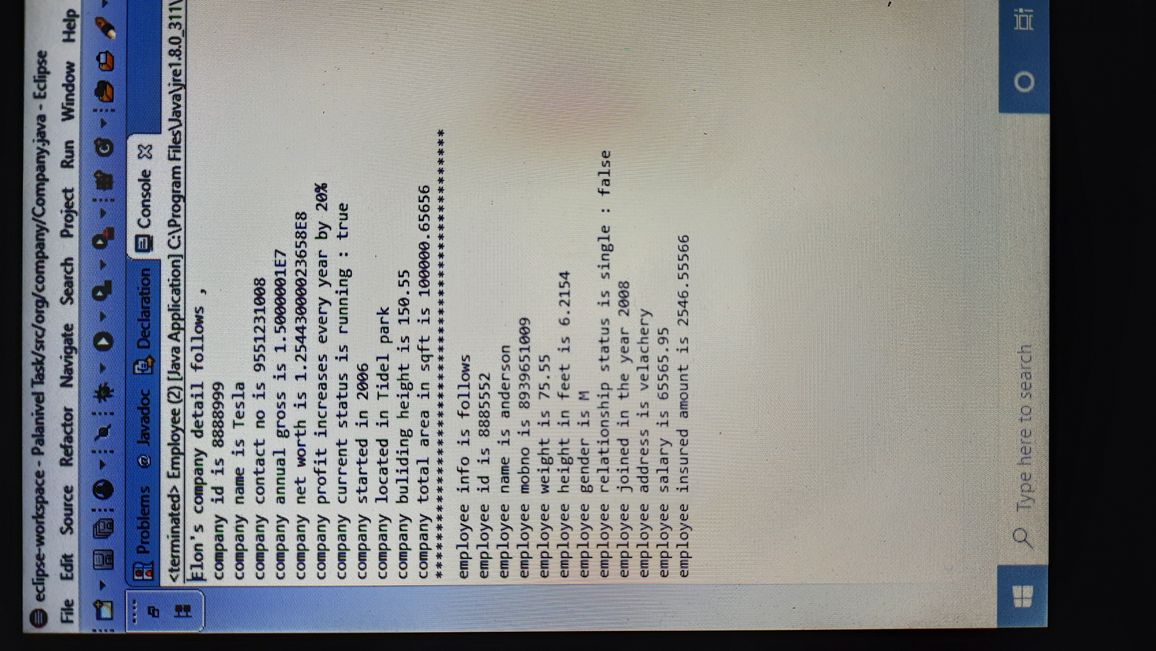 eclipse-workspace - Palanivel Task/src/org/company/Company.java - Eclipse
File Edit Source Refactor Navigate Search Project Run Window Help
Problems @ Javadoc Declaration Console
<terminated> Employee (2) [Java Application] C:\Program Files\Java\jre1.8.0_311\
Elon's company detail follows ,
company id is 8888999
company name is Tesla
company contact no is 9551231008
company annual gross is 1.5000001E7
company net worth is 1.2544300000023658E8
company profit increases every year by 20%
company current status is running : true
company started in 2006
company located in Tidel park
company buliding height is 150.55
company total area in sqft is 100000.65656
******************************************************
employee info is follows
employee id is 8885552
employee name is anderson
employee mobno is 8939651009
employee weight is 75.55
employee height in feet is 6.2154
employee gender is M
employee relationship status is single : false
employee joined in the year 2008
employee address is velachery
employee salary is 65565.95
employee insured amount is 2546.55566
Type here to search